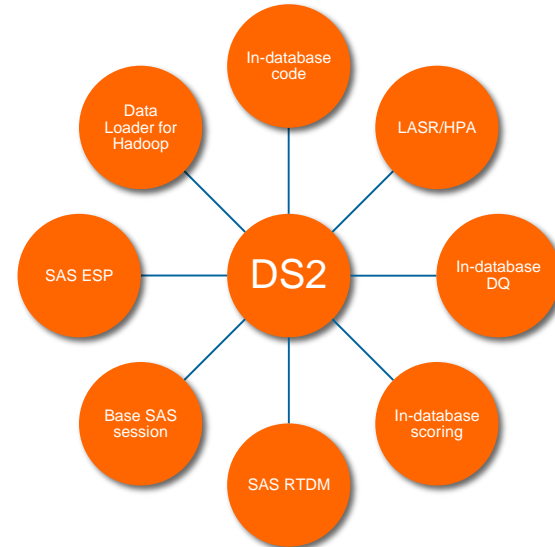 In-database
code
LASR/HPA
In-database
DQ
In-database
scoring
SAS RTDM
Base SAS
session
SAS ESP
Data
Loader for
Hadoop
DS2